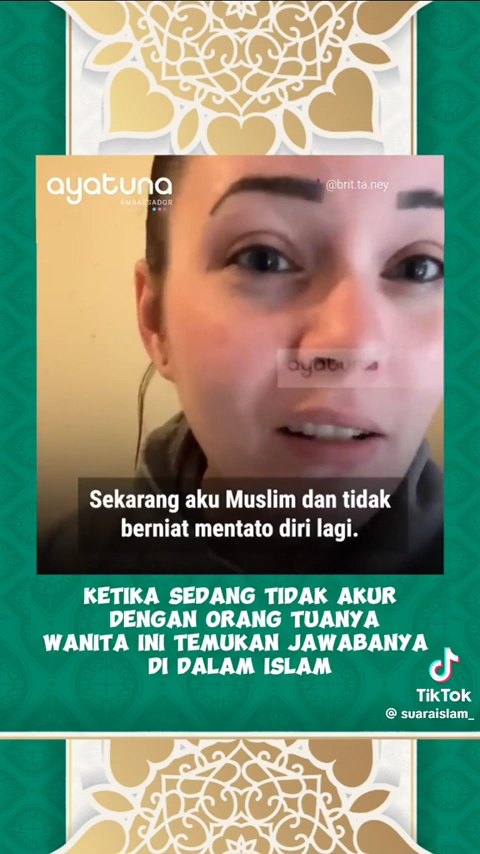 ayatuna
AMBASSADOR
@brit.ta.ney
ayatuna
Sekarang aku Muslim dan tidak
berniat mentato diri lagi.
KETIKA SEDANG TIDAK AKUR
DENGAN ORANG TUANYA
WANITA INI TEMUKAN JAWABANYA
DI DALAM ISLAM
TikTok
@ suaraislam_